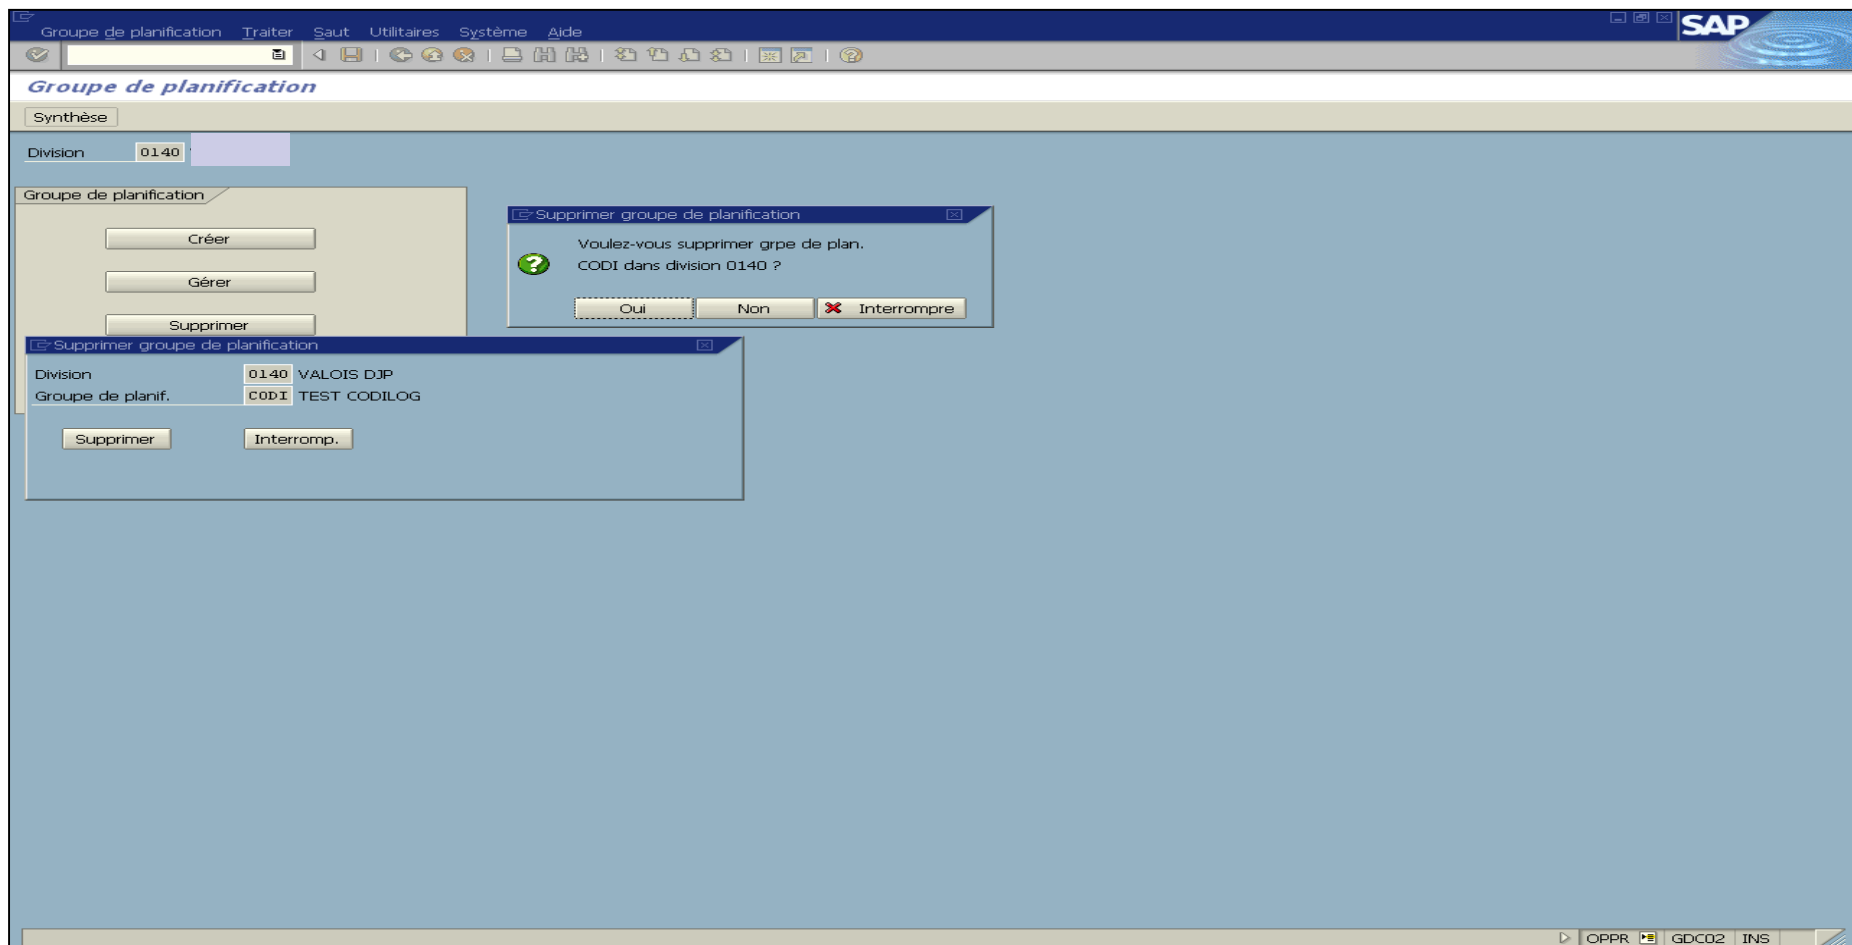 Groupe de planification Traiter Saut Utilitaires Système Aide
SAP
Groupe de planification
Synthèse
Division 0140
Groupe de planification
Créer
Gérer
Supprimer
Supprimer groupe de planification
Voulez-vous supprimer grpe de plan.
CODI dans division 0140 ?
Oui Non Interrompre
Supprimer groupe de planification
Division 0140 VALOIS DJP
Groupe de planif. CODI TEST CODILOG
Supprimer Interromp.
OPPR GDC02 INS